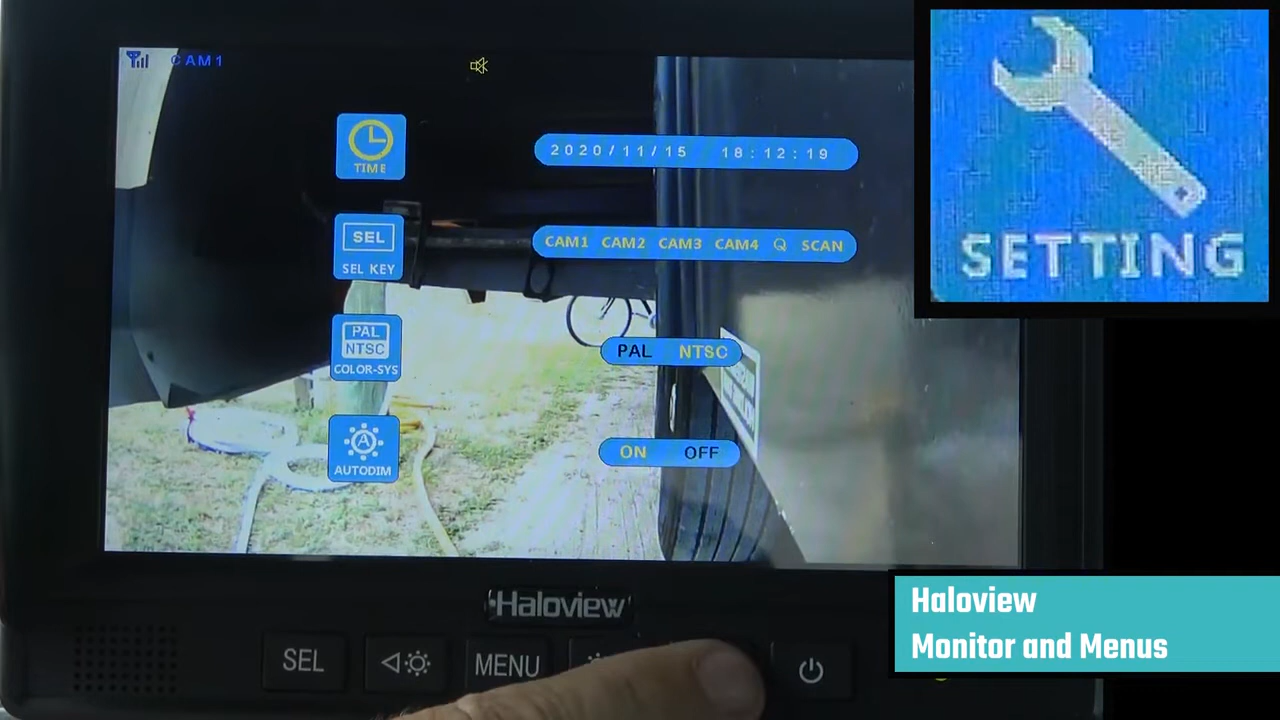 CAM1
TIME
2020/11/15 18:12:19
SEL
SEL KEY
CAM1 CAM2 CAM3 CAM4 Q SCAN
PAL
NTSC
COLOR-SYS
PAL NTSC
A
AUTODIM
ON OFF
SETTING
Haloview
SEL
MENU
Haloview
Monitor and Menus